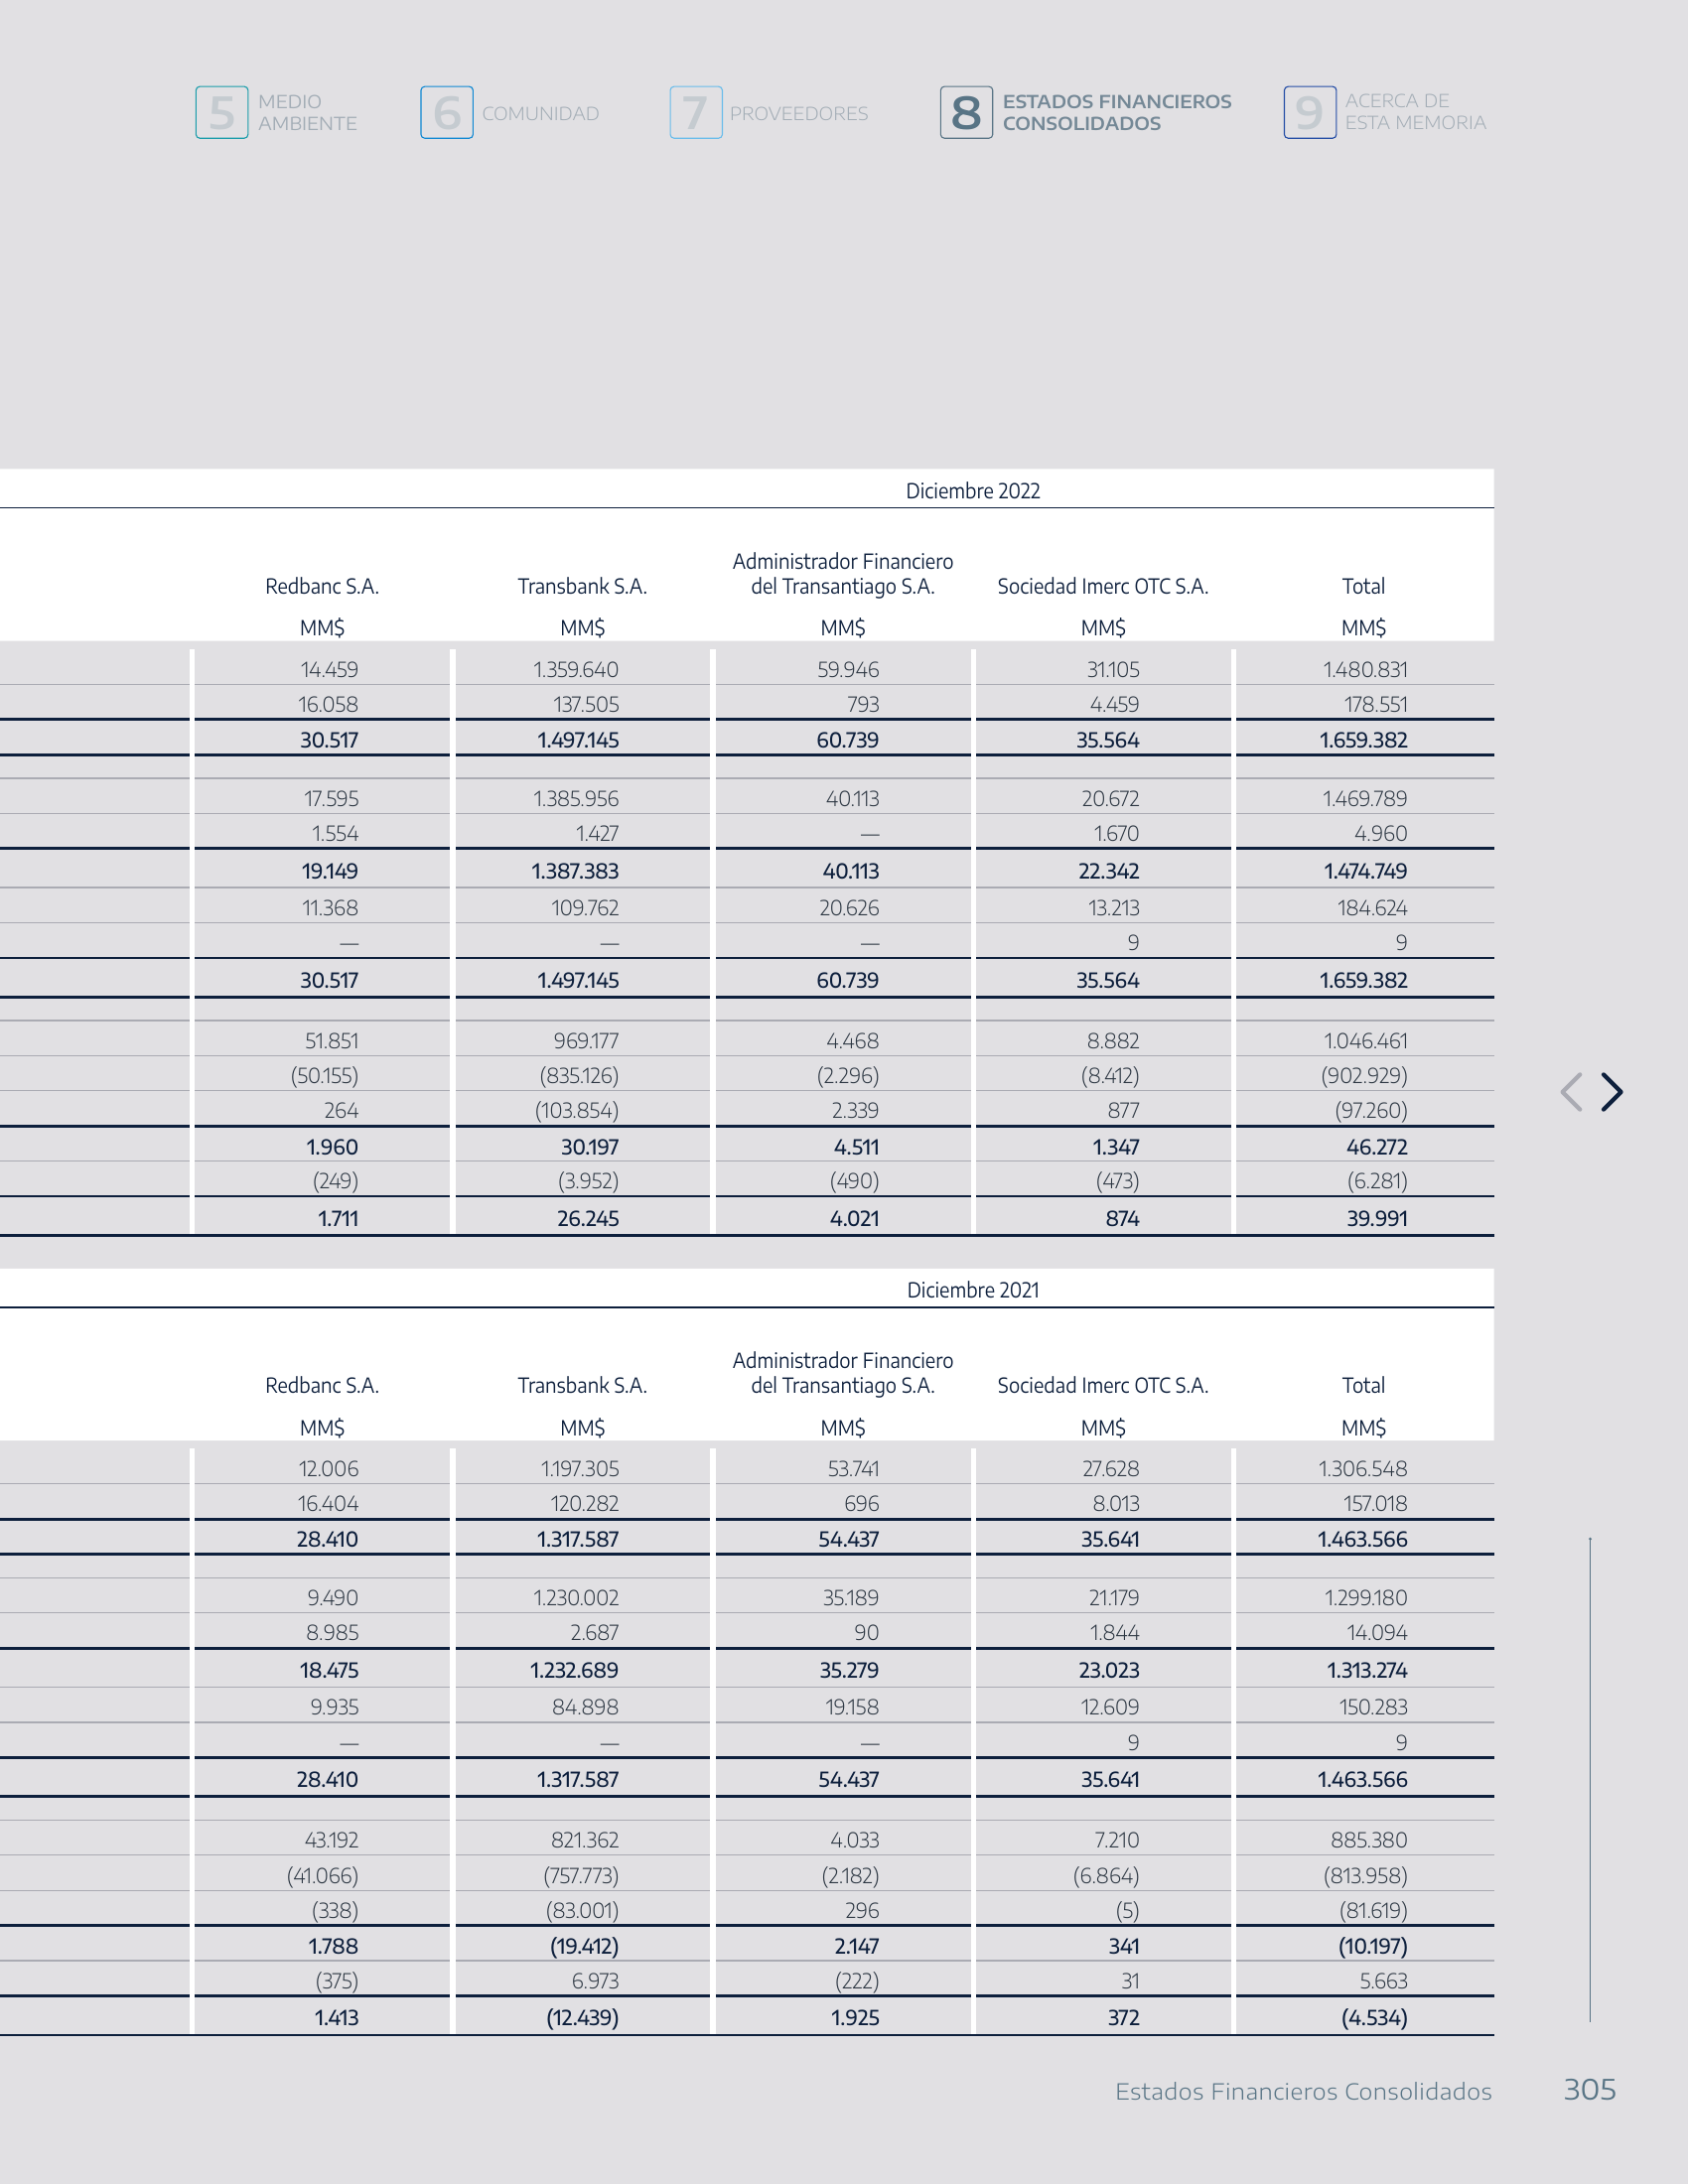 5 MEDIO AMBIENTE 6 COMUNIDAD 7 PROVEEDORES 8 ESTADOS FINANCIEROS CONSOLIDADOS 9 ACERCA DE ESTA MEMORIA
Diciembre 2022
Redbanc S.A. Transbank S.A. Administrador Financiero del Transantiago S.A. Sociedad Imerc OTC S.A. Total
MM$ MM$ MM$ MM$ MM$
14.459 1.359.640 59.946 31.105 1.480.831
16.058 137.505 793 4.459 178.551
30.517 1.497.145 60.739 35.564 1.659.382
17.595 1.385.956 40.113 20.672 1.469.789
1.554 1.427 — 1.670 4.960
19.149 1.387.383 40.113 22.342 1.474.749
11.368 109.762 20.626 13.213 184.624
— — — 9 9
30.517 1.497.145 60.739 35.564 1.659.382
51.851 969.177 4.468 8.882 1.046.461
(50.155) (835.126) (2.296) (8.412) (902.929)
264 (103.854) 2.339 877 (97.260)
1.960 30.197 4.511 1.347 46.272
(249) (3.952) (490) (473) (6.281)
1.711 26.245 4.021 874 39.991
Diciembre 2021
Redbanc S.A. Transbank S.A. Administrador Financiero del Transantiago S.A. Sociedad Imerc OTC S.A. Total
MM$ MM$ MM$ MM$ MM$
12.006 1.197.305 53.741 27.628 1.306.548
16.404 120.282 696 8.013 157.018
28.410 1.317.587 54.437 35.641 1.463.566
9.490 1.230.002 35.189 21.179 1.299.180
8.985 2.687 90 1.844 14.094
18.475 1.232.689 35.279 23.023 1.313.274
9.935 84.898 19.158 12.609 150.283
— — — 9 9
28.410 1.317.587 54.437 35.641 1.463.566
43.192 821.362 4.033 7.210 885.380
(41.066) (757.773) (2.182) (6.864) (813.958)
(338) (83.001) 296 (5) (81.619)
1.788 (19.412) 2.147 341 (10.197)
(375) 6.973 (222) 31 5.663
1.413 (12.439) 1.925 372 (4.534)
Estados Financieros Consolidados 305